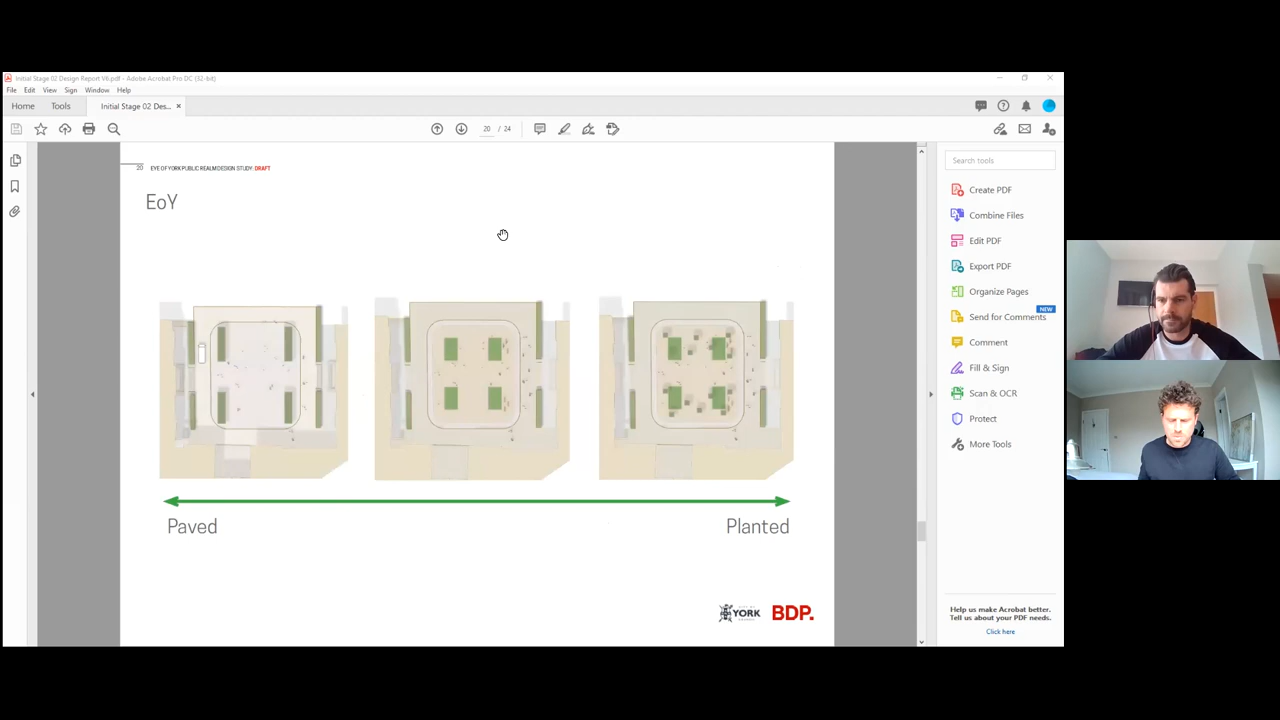 Initial Stage 02 Design Report V6.pdf - Adobe Acrobat Pro DC (32-bit)
File Edit View Sign Window Help
Home Tools Initial Stage 02 Des... ×
20 / 24
20 EYE OF YORK PUBLIC REALM DESIGN STUDY: DRAFT
EoY
Paved
Planted
YORK
BDP.
Search tools
Create PDF
Combine Files
Edit PDF
Export PDF
Organize Pages
NEW
Send for Comments
Comment
Fill & Sign
Scan & OCR
Protect
More Tools
Help us make Acrobat better.
Tell us about your PDF needs.
Click here